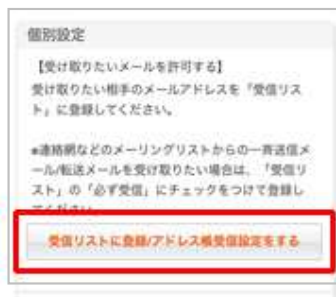 個別設定
【受け取りたいメールを許可する】
受け取りたい相手のメールアドレスを「受信リス
ト」に登録してください。
●連絡網などのメーリングリストからの一斉送信メ
ール/転送メールを受け取りたい場合は、「受信リ
スト」の「必ず受信」にチェックをつけて登録し
てください。
受信リストに登録/アドレス帳受信設定をする